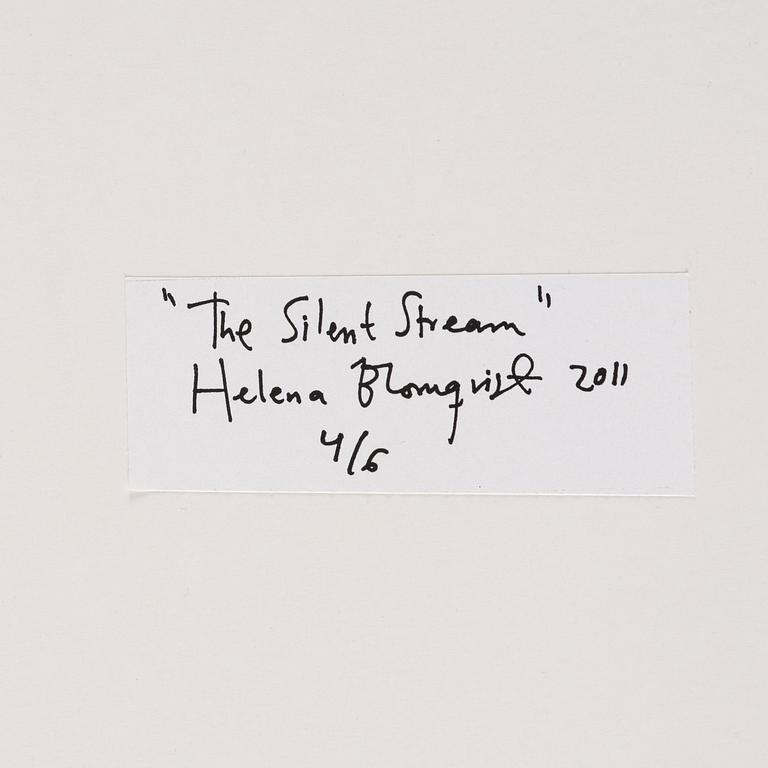 "The Silent Stream"
Helena Blomqvist 2011
4/6